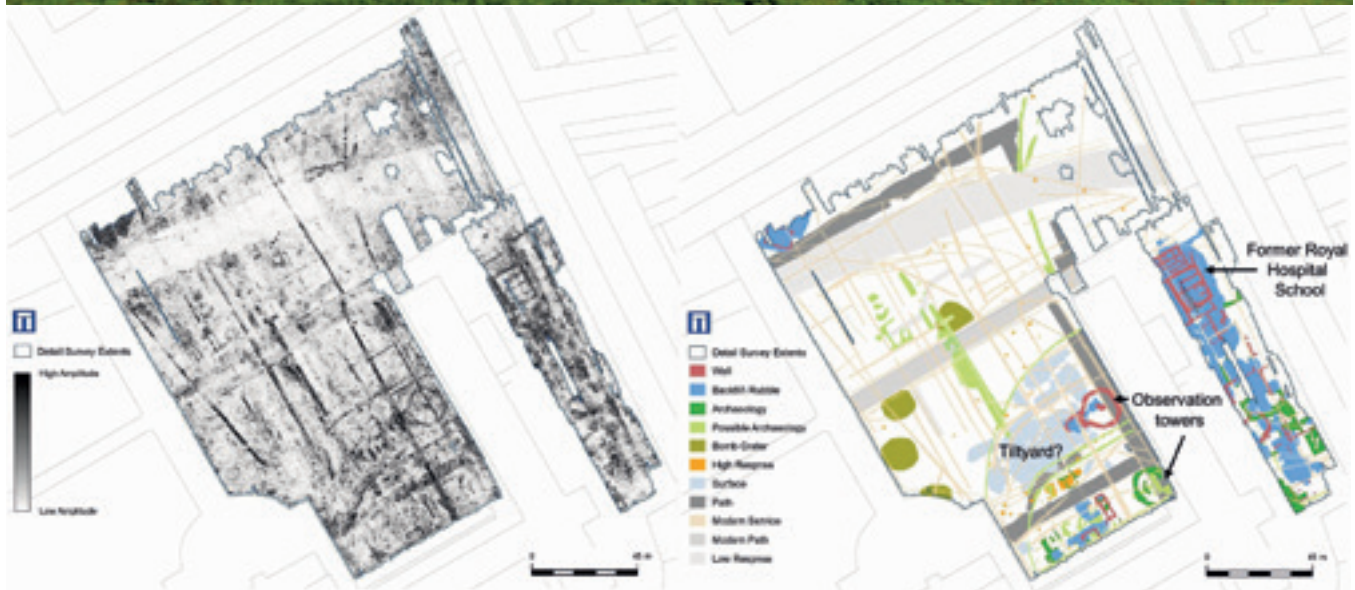 Detail Survey Extents
High Amplitude
Low Amplitude
0 45 m
Former Royal
Hospital
School
Detail Survey Extents
Wall
Backfill Rubble
Archaeology
Possible Archaeology
Bomb Crater
High Response
Surface
Path
Modern Service
Modern Path
Low Response
Observation
towers
Tiltyard?
0 45 m